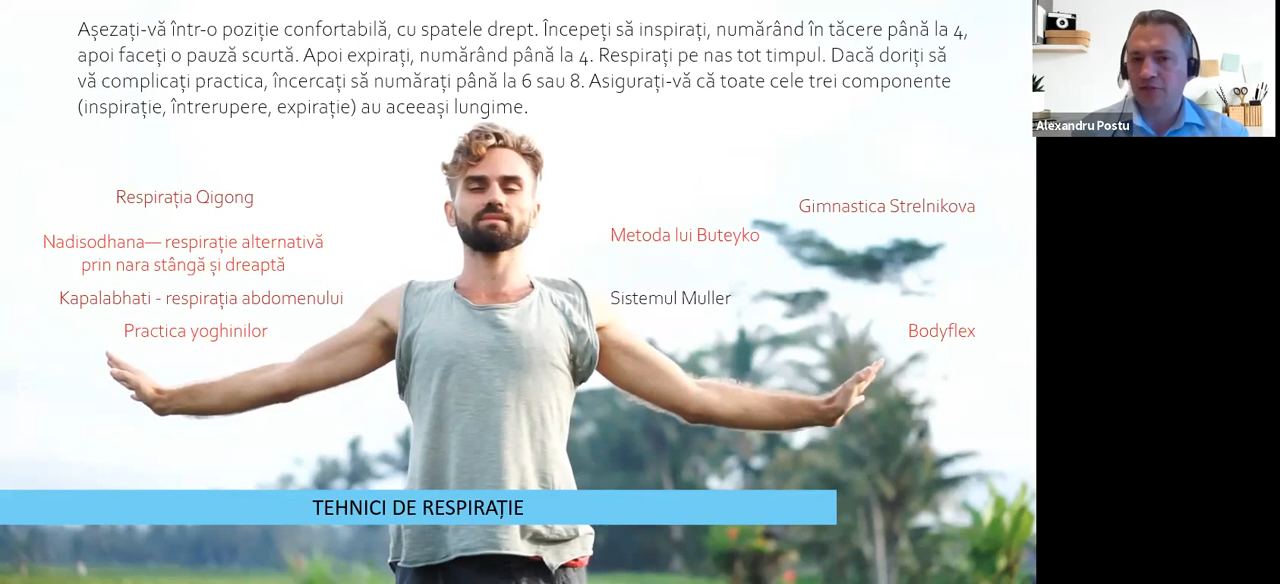 Așezați-vă într-o poziție confortabilă, cu spatele drept. Începeți să inspirați, numărând în tăcere până la 4,
apoi faceți o pauză scurtă. Apoi expirați, numărând până la 4. Respirați pe nas tot timpul. Dacă doriți să
vă complicați practica, încercați să numărați până la 6 sau 8. Asigurați-vă că toate cele trei componente
(inspirație, întrerupere, expirație) au aceeași lungime.
Alexandru Postu
Respirația Qigong
Nadisodhana— respirație alternativă
prin nara stângă și dreaptă
Kapalabhati - respirația abdomenului
Practica yoghinilor
Gimnastica Strelnikova
Metoda lui Buteyko
Sistemul Muller
Bodyflex
TEHNICI DE RESPIRAȚIE